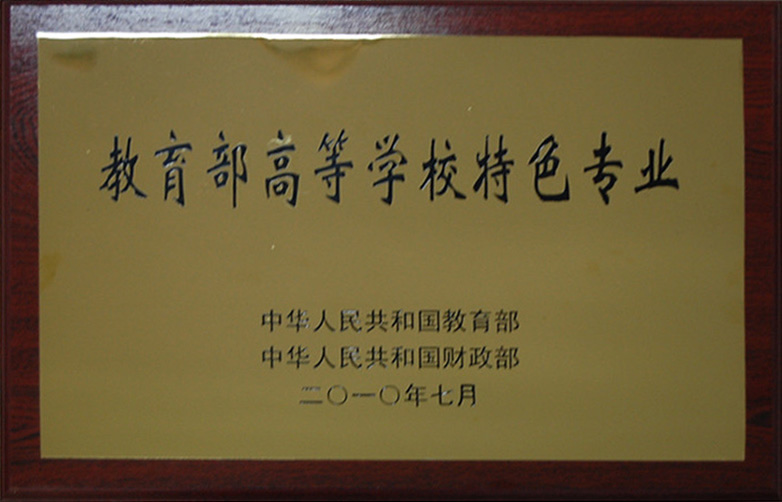 教育部高等学校特色专业
中华人民共和国教育部
中华人民共和国财政部
二〇一〇年七月